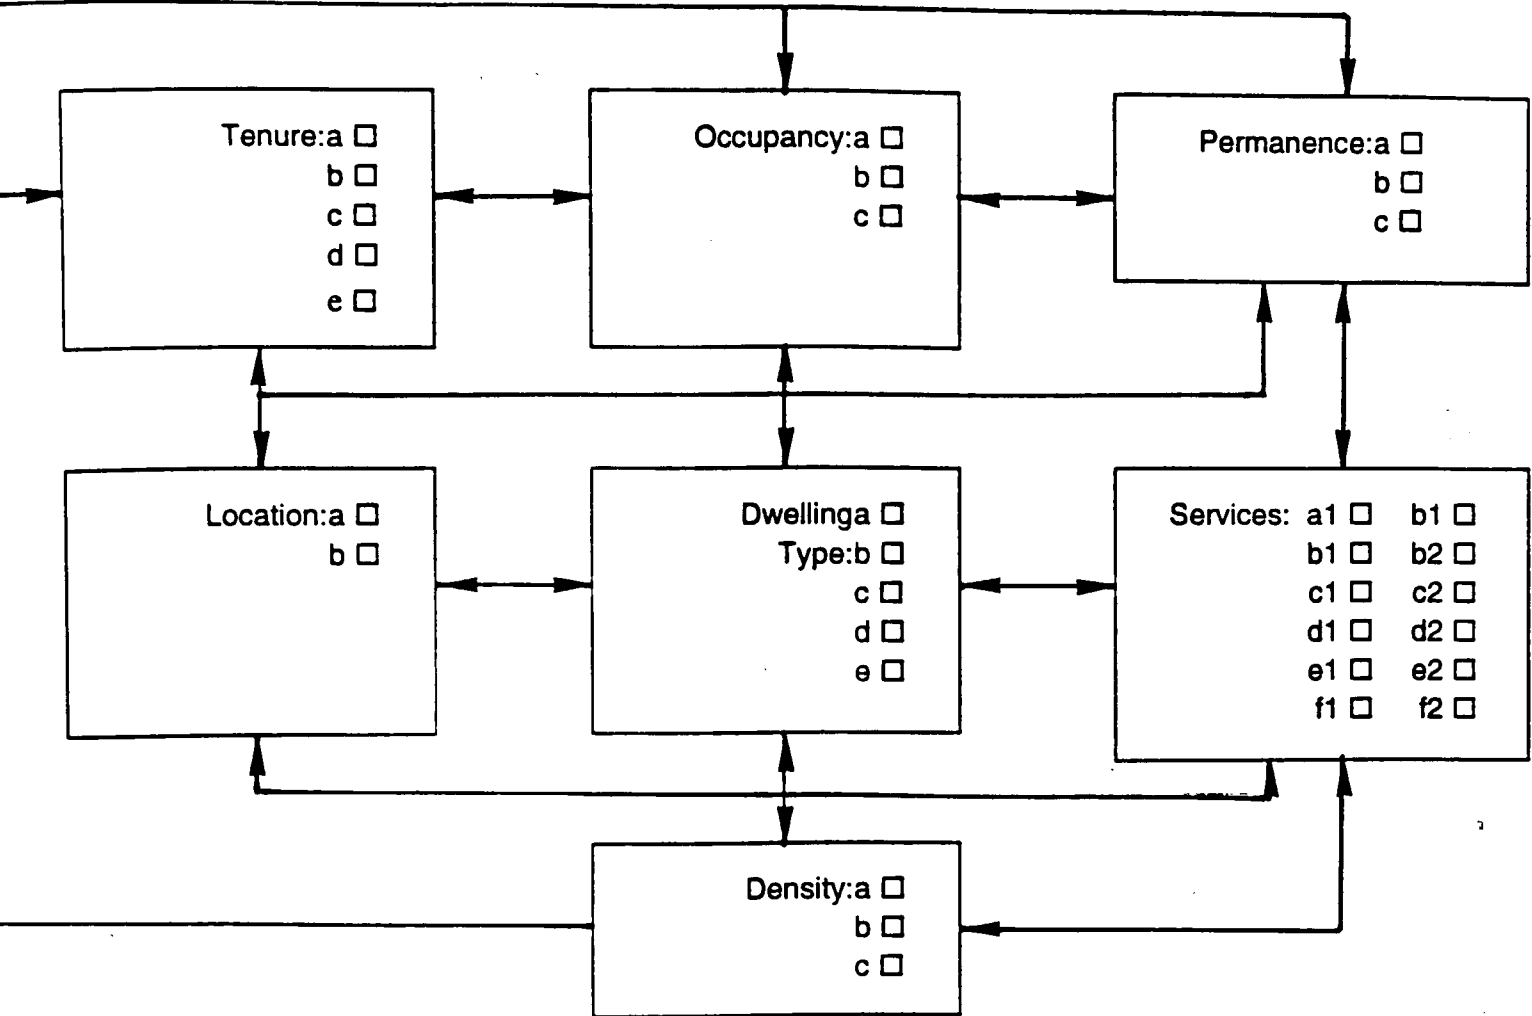 Tenure:a
b
c
d
e
Occupancy:a
b
c
Permanence:a
b
c
Location:a
b
Dwellinga
Type:b
c
d
e
Services: a1 b1
b1 b2
c1 c2
d1 d2
e1 e2
f1 f2
Density:a
b
c